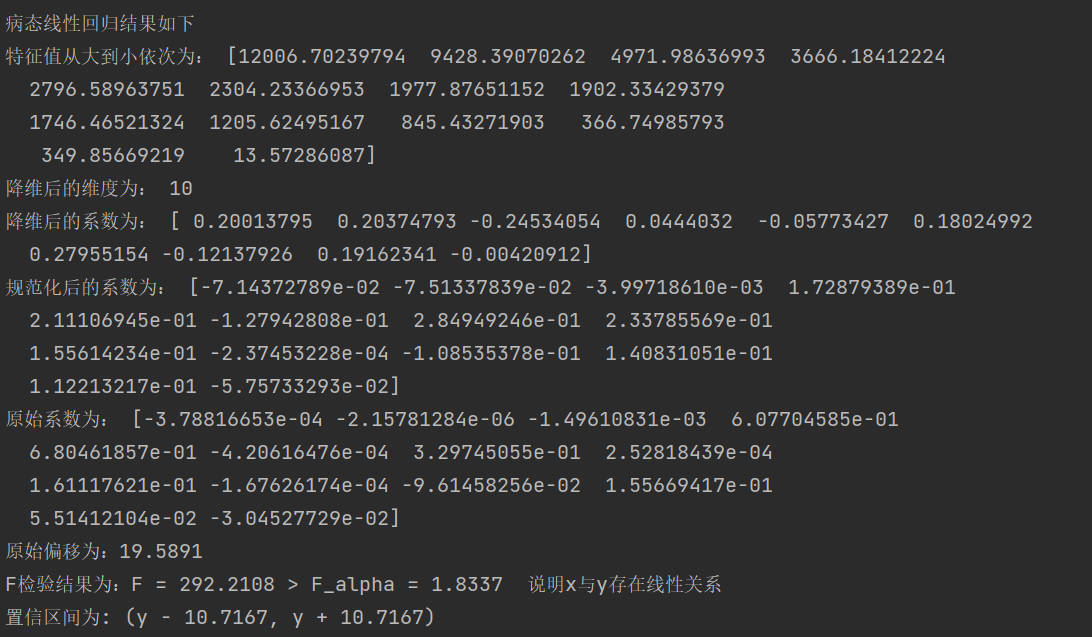 病态线性回归结果如下
特征值从大到小依次为： [12006.70239794  9428.39070262  4971.98636993  3666.18412224
  2796.58963751  2304.23366953  1977.87651152  1902.33429379
  1746.46521324  1205.62495167   845.43271903   366.74985793
   349.85669219    13.57286087]
降维后的维度为： 10
降维后的系数为： [ 0.20013795  0.20374793 -0.24534054  0.0444032  -0.05773427  0.18024992
  0.27955154 -0.12137926  0.19162341 -0.00420912]
规范化后的系数为： [-7.14372789e-02 -7.51337839e-02 -3.99718610e-03  1.72879389e-01
  2.11106945e-01 -1.27942808e-01  2.84949246e-01  2.33785569e-01
  1.55614234e-01 -2.37453228e-04 -1.08535378e-01  1.40831051e-01
  1.12213217e-01 -5.75733293e-02]
原始系数为： [-3.78816653e-04 -2.15781284e-06 -1.49610831e-03  6.07704585e-01
  6.80461857e-01 -4.20616476e-04  3.29745055e-01  2.52818439e-04
  1.61117621e-01 -1.67626174e-04 -9.61458256e-02  1.55669417e-01
  5.51412104e-02 -3.04527729e-02]
原始偏移为：19.5891
F检验结果为：F = 292.2108 > F_alpha = 1.8337  说明x与y存在线性关系
置信区间为: (y - 10.7167, y + 10.7167)